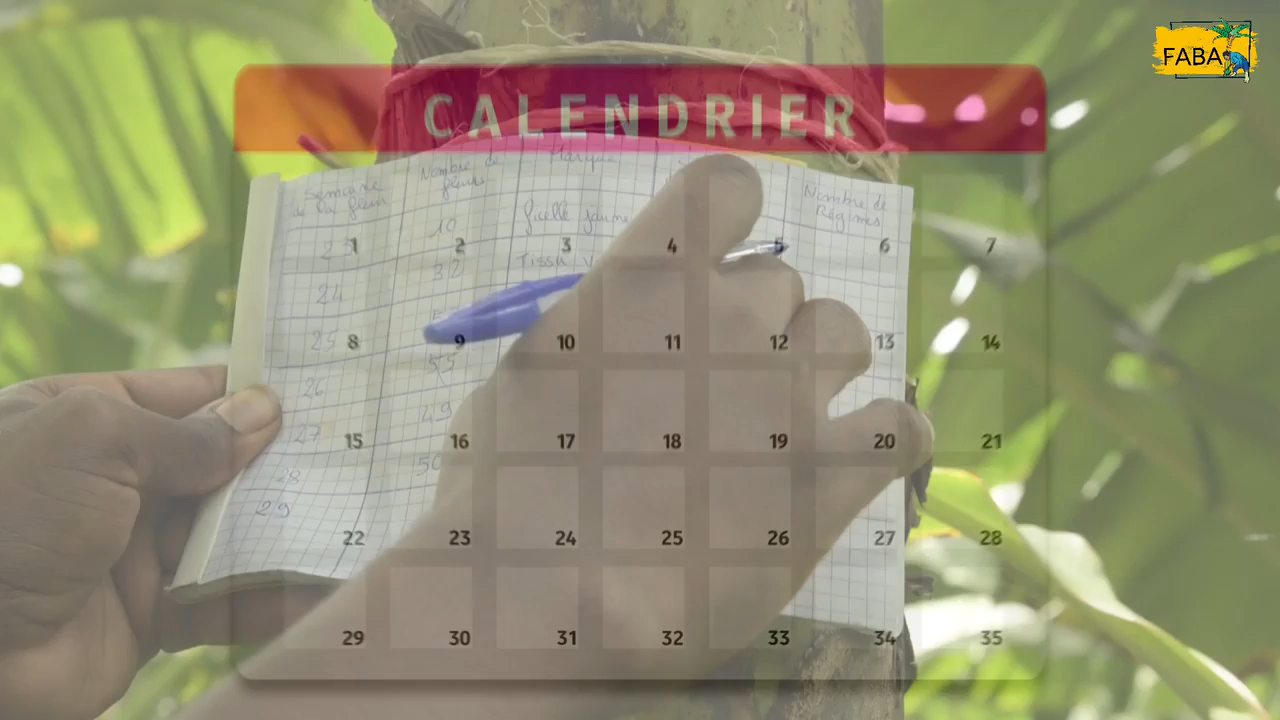 FABA
CALENDRIER
Semaine
de la fleur
Nombre de
fleurs
Marque
Nombre de
Régimes
10
ficelle jaune
1 2 3 4 5 6 7
32
Tissu
24
25
8 9 10 11 12 13 14
55
26
49
27
15 16 17 18 19 20 21
50
28
29
22 23 24 25 26 27 28
29 30 31 32 33 34 35